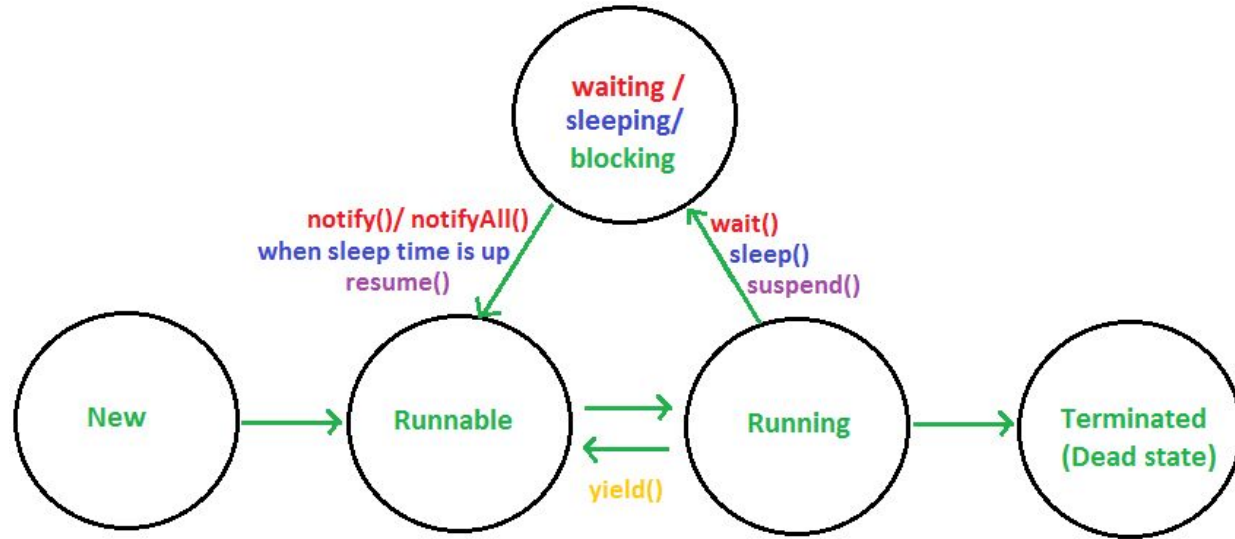 waiting /
sleeping/
blocking
notify()/ notifyAll()
when sleep time is up
resume()
wait()
sleep()
suspend()
New
Runnable
Running
Terminated
(Dead state)
yield()